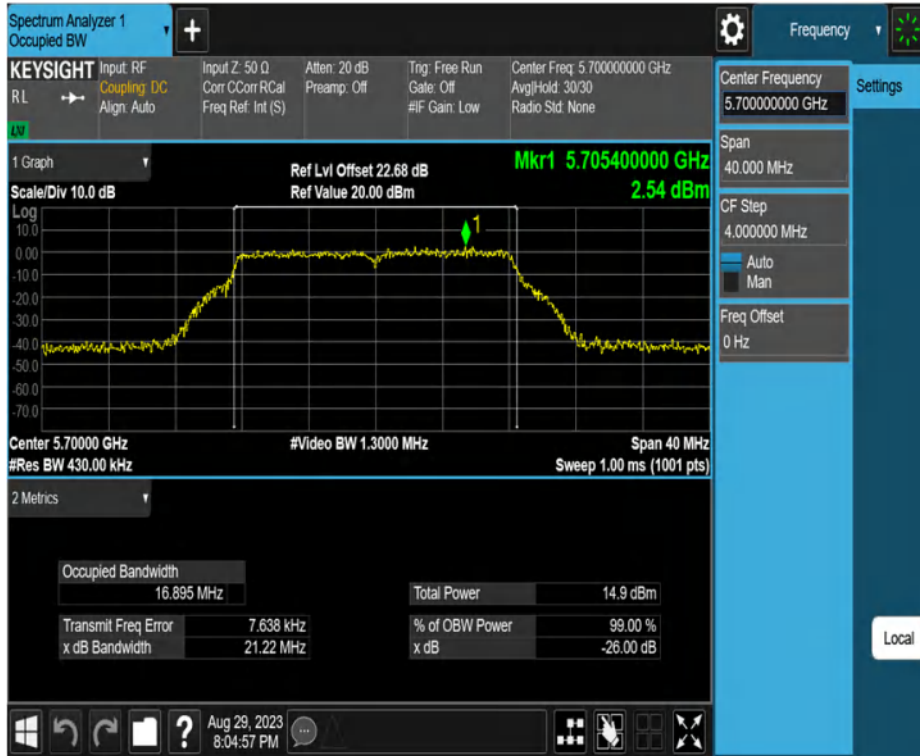 Spectrum Analyzer 1
Occupied BW
Frequency
KEYSIGHT
Input: RF
Input Z: 50 Ω
Atten: 20 dB
Trig: Free Run
Center Freq: 5.700000000 GHz
RL
Coupling: DC
Corr CCorr RCal
Preamp: Off
Gate: Off
Avg|Hold: 30/30
Align: Auto
Freq Ref: Int (S)
#IF Gain: Low
Radio Std: None
LXI
Center Frequency
5.700000000 GHz
Settings
Span
40.000 MHz
CF Step
4.000000 MHz
Auto
Man
Freq Offset
0 Hz
Local
1 Graph
Ref Lvl Offset 22.68 dB
Mkr1 5.705400000 GHz
Scale/Div 10.0 dB
Ref Value 20.00 dBm
2.54 dBm
Log
1
10.0
0.00
-10.0
-20.0
-30.0
-40.0
-50.0
-60.0
-70.0
Center 5.70000 GHz
#Video BW 1.3000 MHz
Span 40 MHz
#Res BW 430.00 kHz
Sweep 1.00 ms (1001 pts)
2 Metrics
Occupied Bandwidth
16.895 MHz
Total Power 14.9 dBm
Transmit Freq Error 7.638 kHz
% of OBW Power 99.00 %
x dB Bandwidth 21.22 MHz
x dB -26.00 dB
Aug 29, 2023
8:04:57 PM